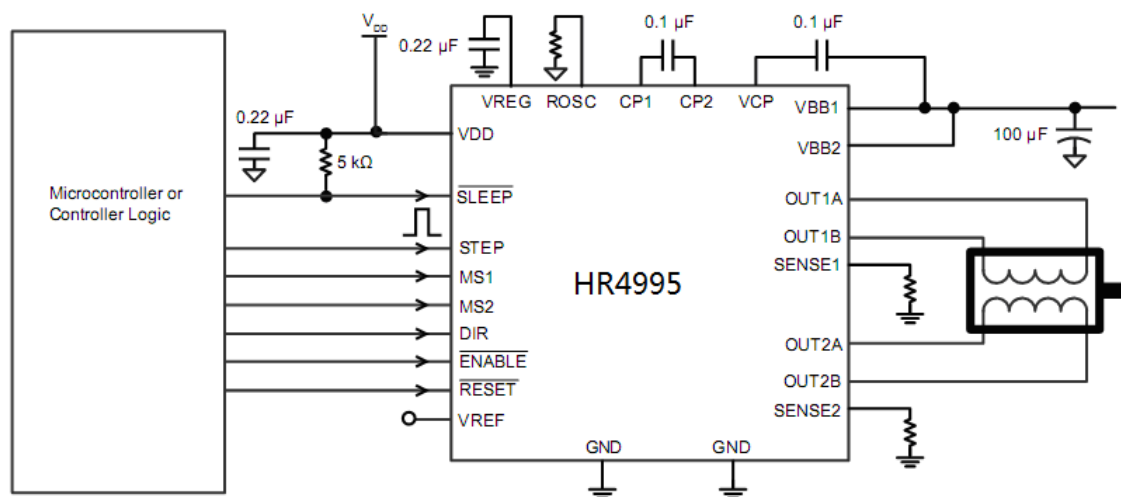 V_DD
0.22 µF
0.1 µF
0.1 µF
VREG
ROSC
CP1
CP2
VCP
VBB1
0.22 µF
VDD
5 kΩ
VBB2
100 µF
Microcontroller or
Controller Logic
SLEEP
OUT1A
STEP
OUT1B
MS1
SENSE1
HR4995
MS2
DIR
OUT2A
ENABLE
OUT2B
RESET
SENSE2
VREF
GND
GND